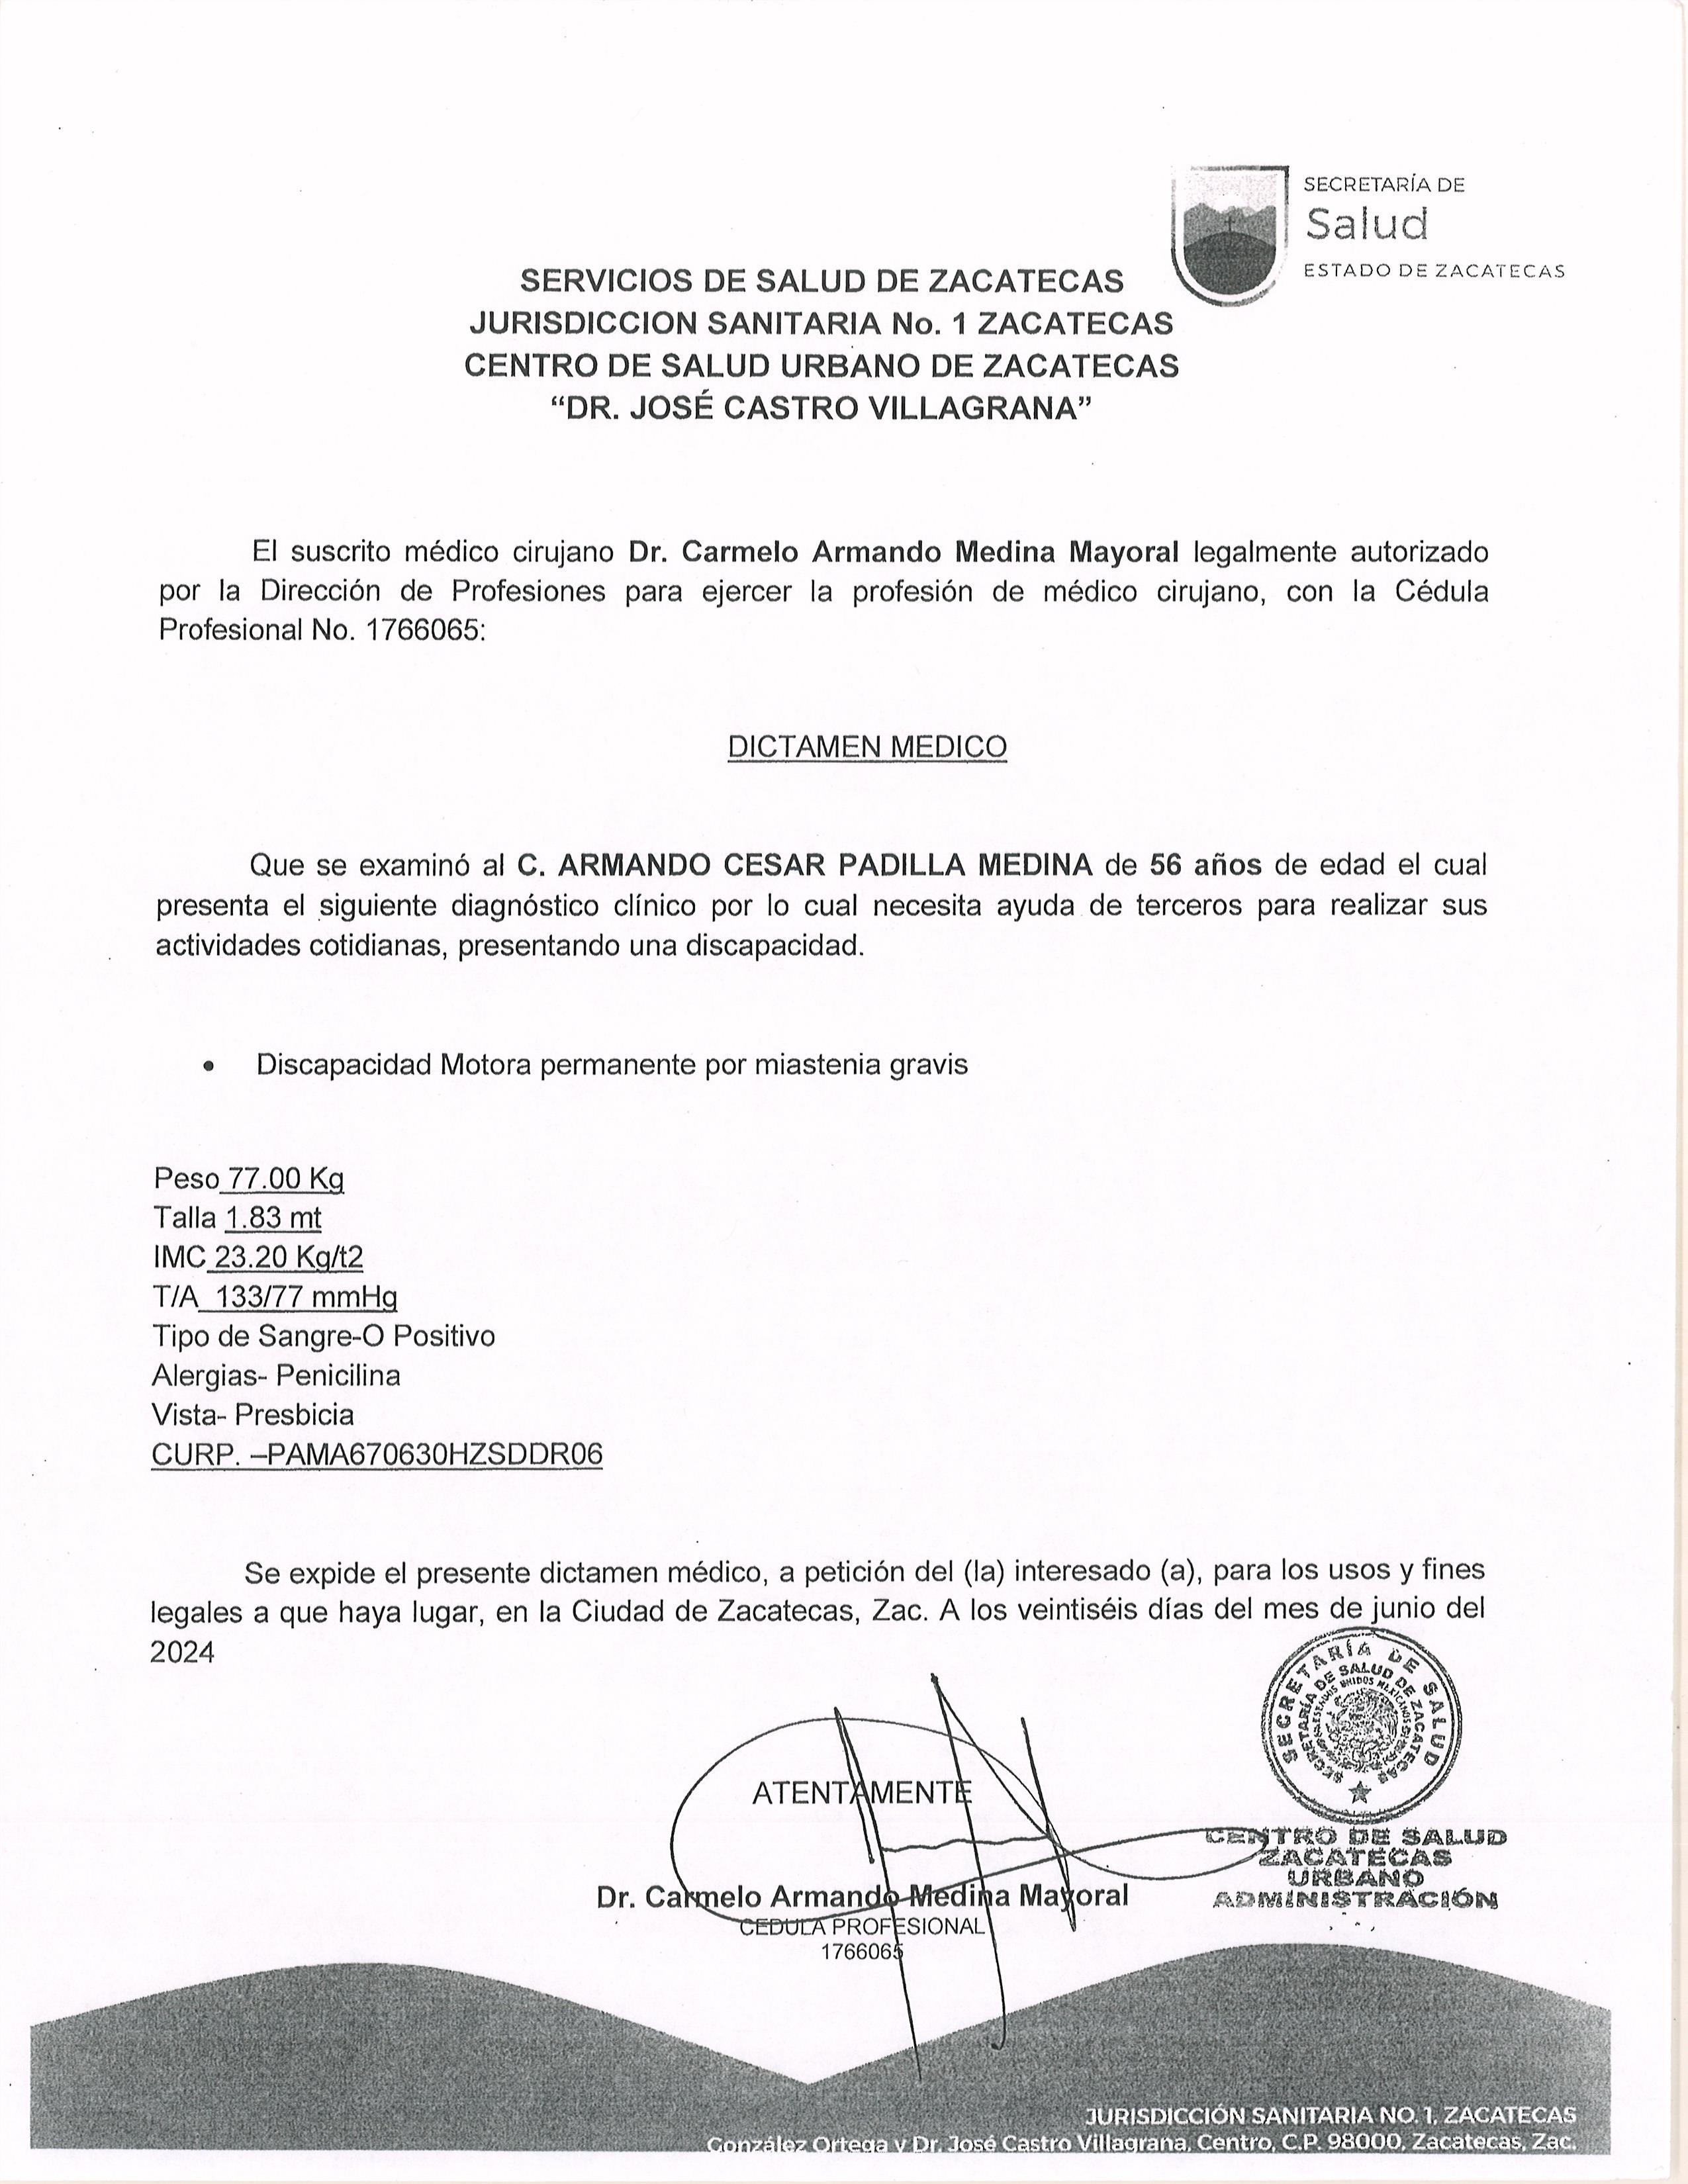 SECRETARÍA DE
Salud
ESTADO DE ZACATECAS
SERVICIOS DE SALUD DE ZACATECAS
JURISDICCION SANITARIA No. 1 ZACATECAS
CENTRO DE SALUD URBANO DE ZACATECAS
“DR. JOSÉ CASTRO VILLAGRANA”
El suscrito médico cirujano Dr. Carmelo Armando Medina Mayoral legalmente autorizado
por la Dirección de Profesiones para ejercer la profesión de médico cirujano, con la Cédula
Profesional No. 1766065:
DICTAMEN MEDICO
Que se examinó al C. ARMANDO CESAR PADILLA MEDINA de 56 años de edad el cual
presenta el siguiente diagnóstico clínico por lo cual necesita ayuda de terceros para realizar sus
actividades cotidianas, presentando una discapacidad.
• Discapacidad Motora permanente por miastenia gravis
Peso 77.00 Kg
Talla 1.83 mt
IMC 23.20 Kg/t2
T/A 133/77 mmHg
Tipo de Sangre-O Positivo
Alergias- Penicilina
Vista- Presbicia
CURP. –PAMA670630HZSDDR06
Se expide el presente dictamen médico, a petición del (la) interesado (a), para los usos y fines
legales a que haya lugar, en la Ciudad de Zacatecas, Zac. A los veintiséis días del mes de junio del
2024
SECRETARÍA DE SALUD
SECRETARÍA DE SALUD DE ZACATECAS
ESTADOS UNIDOS MEXICANOS
ATENTAMENTE
CENTRO DE SALUD
ZACATECAS
URBANO
ADMINISTRACIÓN
Dr. Carmelo Armando Medina Mayoral
CEDULA PROFESIONAL
1766065
JURISDICCIÓN SANITARIA NO. 1, ZACATECAS
González Ortega y Dr. José Castro Villagrana, Centro, C.P. 98000, Zacatecas, Zac.